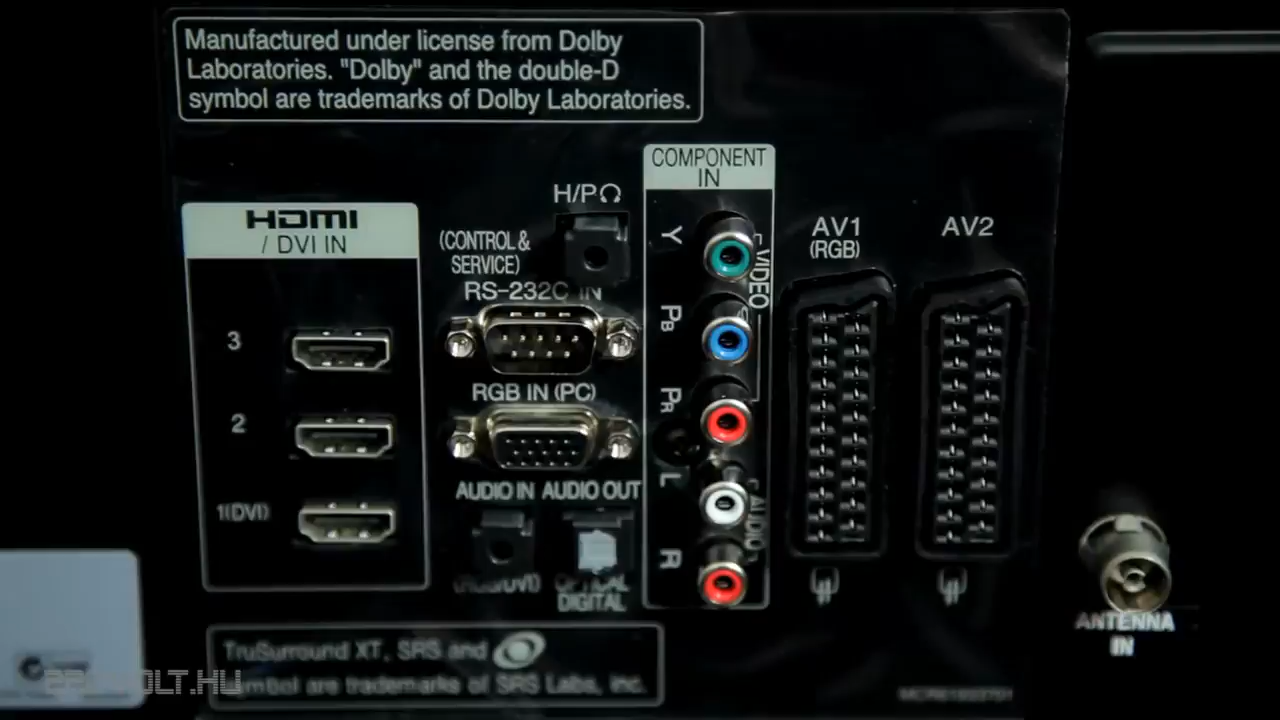 Manufactured under license from Dolby
Laboratories. "Dolby" and the double-D
symbol are trademarks of Dolby Laboratories.
COMPONENT
IN
H/P
HDMI
/ DVI IN
(CONTROL &
SERVICE)
RS-232C IN
Y
VIDEO
PB
PR
L
AUDIO
R
AV1
(RGB)
AV2
3
2
1(DVI)
RGB IN (PC)
AUDIO IN
AUDIO OUT
(RGB/DVI)
OPTICAL
DIGITAL
ANTENNA
IN
TruSurround XT, SRS and
symbol are trademarks of SRS Labs, Inc.